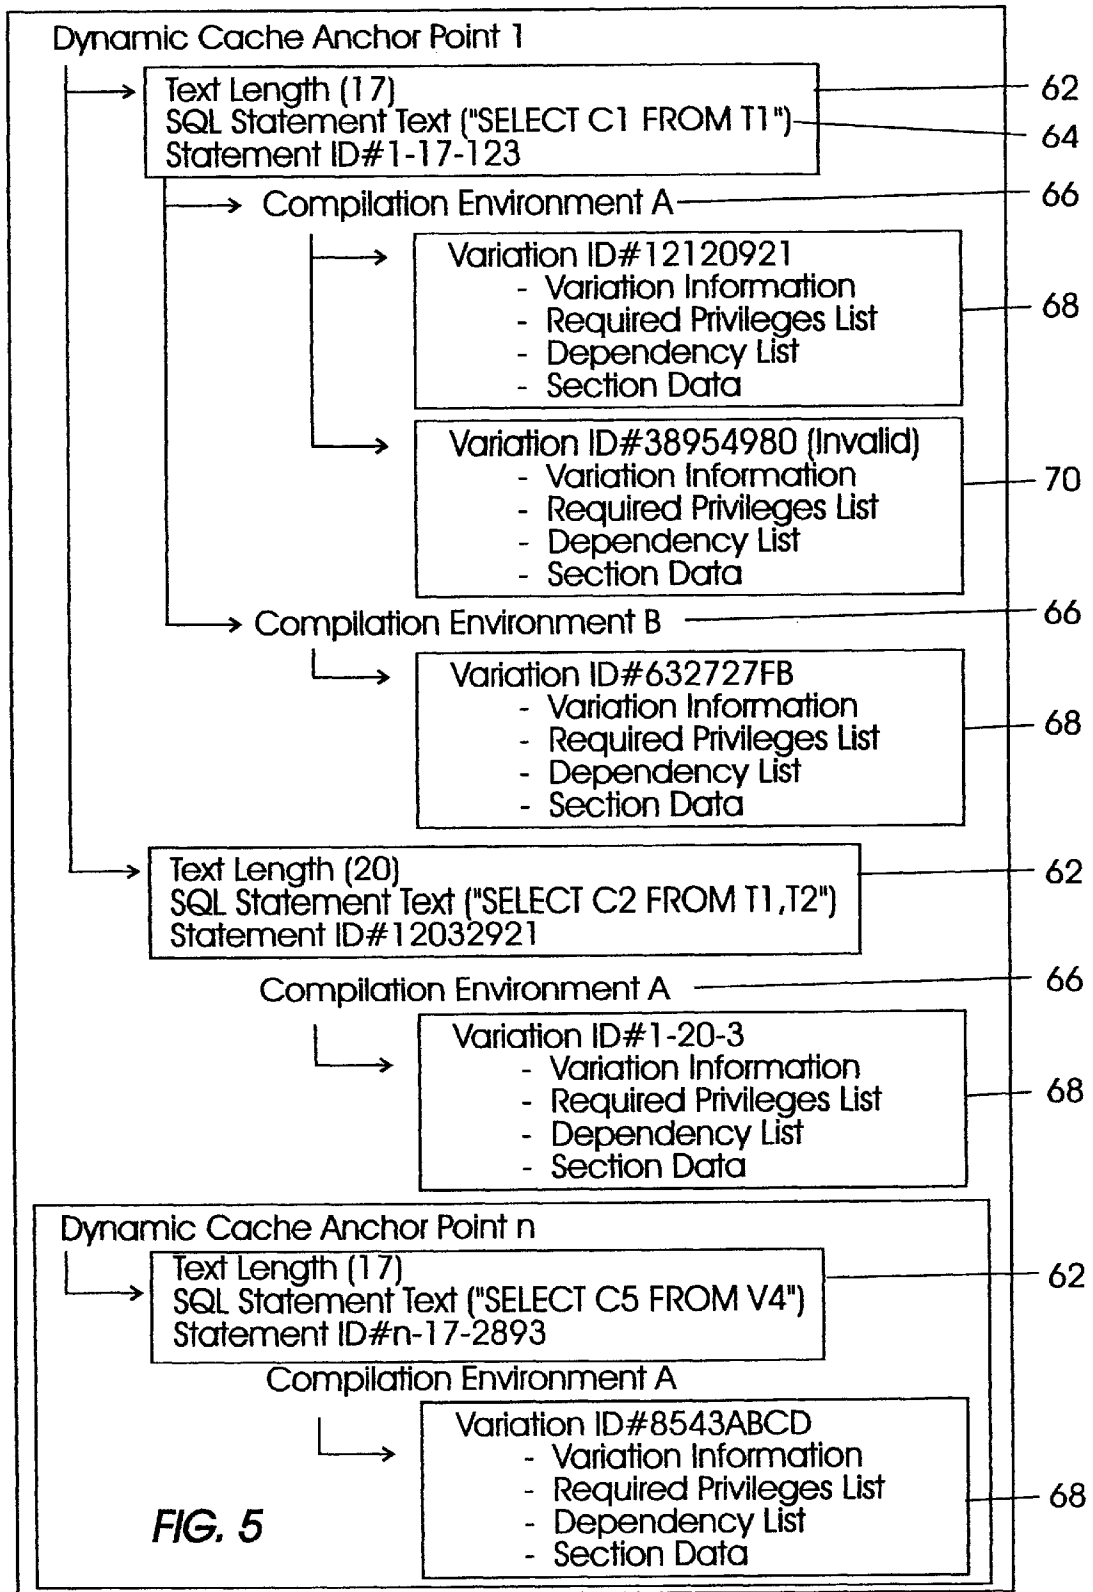 Dynamic Cache Anchor Point 1
Text Length (17)
62
SQL Statement Text ("SELECT C1 FROM T1")
64
Statement ID#1-17-123
Compilation Environment A
66
Variation ID#12120921
- Variation Information
68
- Required Privileges List
- Dependency List
- Section Data
Variation ID#38954980 (Invalid)
- Variation Information
70
- Required Privileges List
- Dependency List
- Section Data
Compilation Environment B
66
Variation ID#632727FB
- Variation Information
68
- Required Privileges List
- Dependency List
- Section Data
Text Length (20)
62
SQL Statement Text ("SELECT C2 FROM T1,T2")
Statement ID#12032921
Compilation Environment A
66
Variation ID#1-20-3
- Variation Information
68
- Required Privileges List
- Dependency List
- Section Data
Dynamic Cache Anchor Point n
Text Length (17)
62
SQL Statement Text ("SELECT C5 FROM V4")
Statement ID#n-17-2893
Compilation Environment A
Variation ID#8543ABCD
- Variation Information
- Required Privileges List
68
- Dependency List
- Section Data
FIG. 5